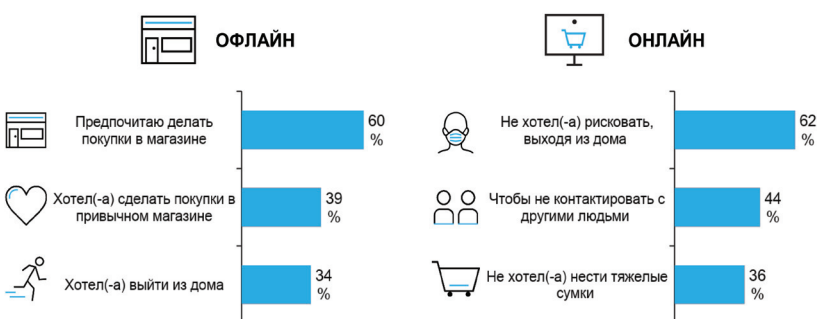 ОФЛАЙН
Предпочитаю делать
покупки в магазине
60
%
Хотел(-а) сделать покупки в
привычном магазине
39
%
Хотел(-а) выйти из дома
34
%
ОНЛАЙН
Не хотел(-а) рисковать,
выходя из дома
62
%
Чтобы не контактировать с
другими людьми
44
%
Не хотел(-а) нести тяжелые
сумки
36
%